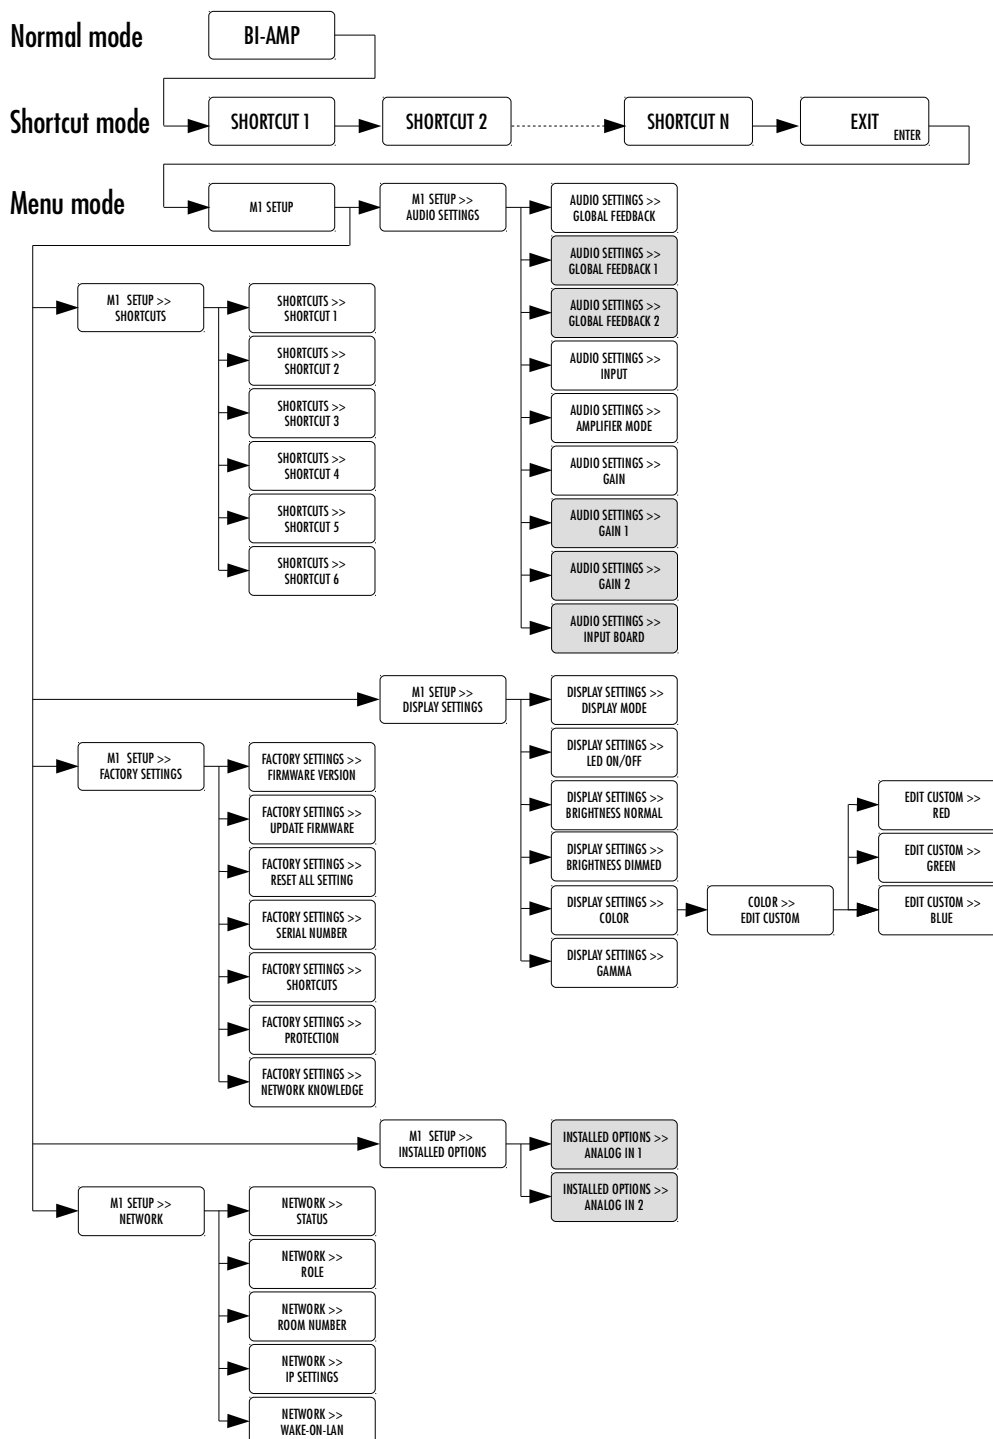 Normal mode
BI-AMP
Shortcut mode
SHORTCUT 1
SHORTCUT 2
SHORTCUT N
EXIT
ENTER
Menu mode
M1 SETUP
M1 SETUP >>
AUDIO SETTINGS
AUDIO SETTINGS >>
GLOBAL FEEDBACK
AUDIO SETTINGS >>
GLOBAL FEEDBACK 1
AUDIO SETTINGS >>
GLOBAL FEEDBACK 2
AUDIO SETTINGS >>
INPUT
AUDIO SETTINGS >>
AMPLIFIER MODE
AUDIO SETTINGS >>
GAIN
AUDIO SETTINGS >>
GAIN 1
AUDIO SETTINGS >>
GAIN 2
AUDIO SETTINGS >>
INPUT BOARD
M1 SETUP >>
SHORTCUTS
SHORTCUTS >>
SHORTCUT 1
SHORTCUTS >>
SHORTCUT 2
SHORTCUTS >>
SHORTCUT 3
SHORTCUTS >>
SHORTCUT 4
SHORTCUTS >>
SHORTCUT 5
SHORTCUTS >>
SHORTCUT 6
M1 SETUP >>
DISPLAY SETTINGS
DISPLAY SETTINGS >>
DISPLAY MODE
DISPLAY SETTINGS >>
LED ON/OFF
DISPLAY SETTINGS >>
BRIGHTNESS NORMAL
DISPLAY SETTINGS >>
BRIGHTNESS DIMMED
DISPLAY SETTINGS >>
COLOR
DISPLAY SETTINGS >>
GAMMA
COLOR >>
EDIT CUSTOM
EDIT CUSTOM >>
RED
EDIT CUSTOM >>
GREEN
EDIT CUSTOM >>
BLUE
M1 SETUP >>
FACTORY SETTINGS
FACTORY SETTINGS >>
FIRMWARE VERSION
FACTORY SETTINGS >>
UPDATE FIRMWARE
FACTORY SETTINGS >>
RESET ALL SETTING
FACTORY SETTINGS >>
SERIAL NUMBER
FACTORY SETTINGS >>
SHORTCUTS
FACTORY SETTINGS >>
PROTECTION
FACTORY SETTINGS >>
NETWORK KNOWLEDGE
M1 SETUP >>
INSTALLED OPTIONS
INSTALLED OPTIONS >>
ANALOG IN 1
INSTALLED OPTIONS >>
ANALOG IN 2
M1 SETUP >>
NETWORK
NETWORK >>
STATUS
NETWORK >>
ROLE
NETWORK >>
ROOM NUMBER
NETWORK >>
IP SETTINGS
NETWORK >>
WAKE-ON-LAN